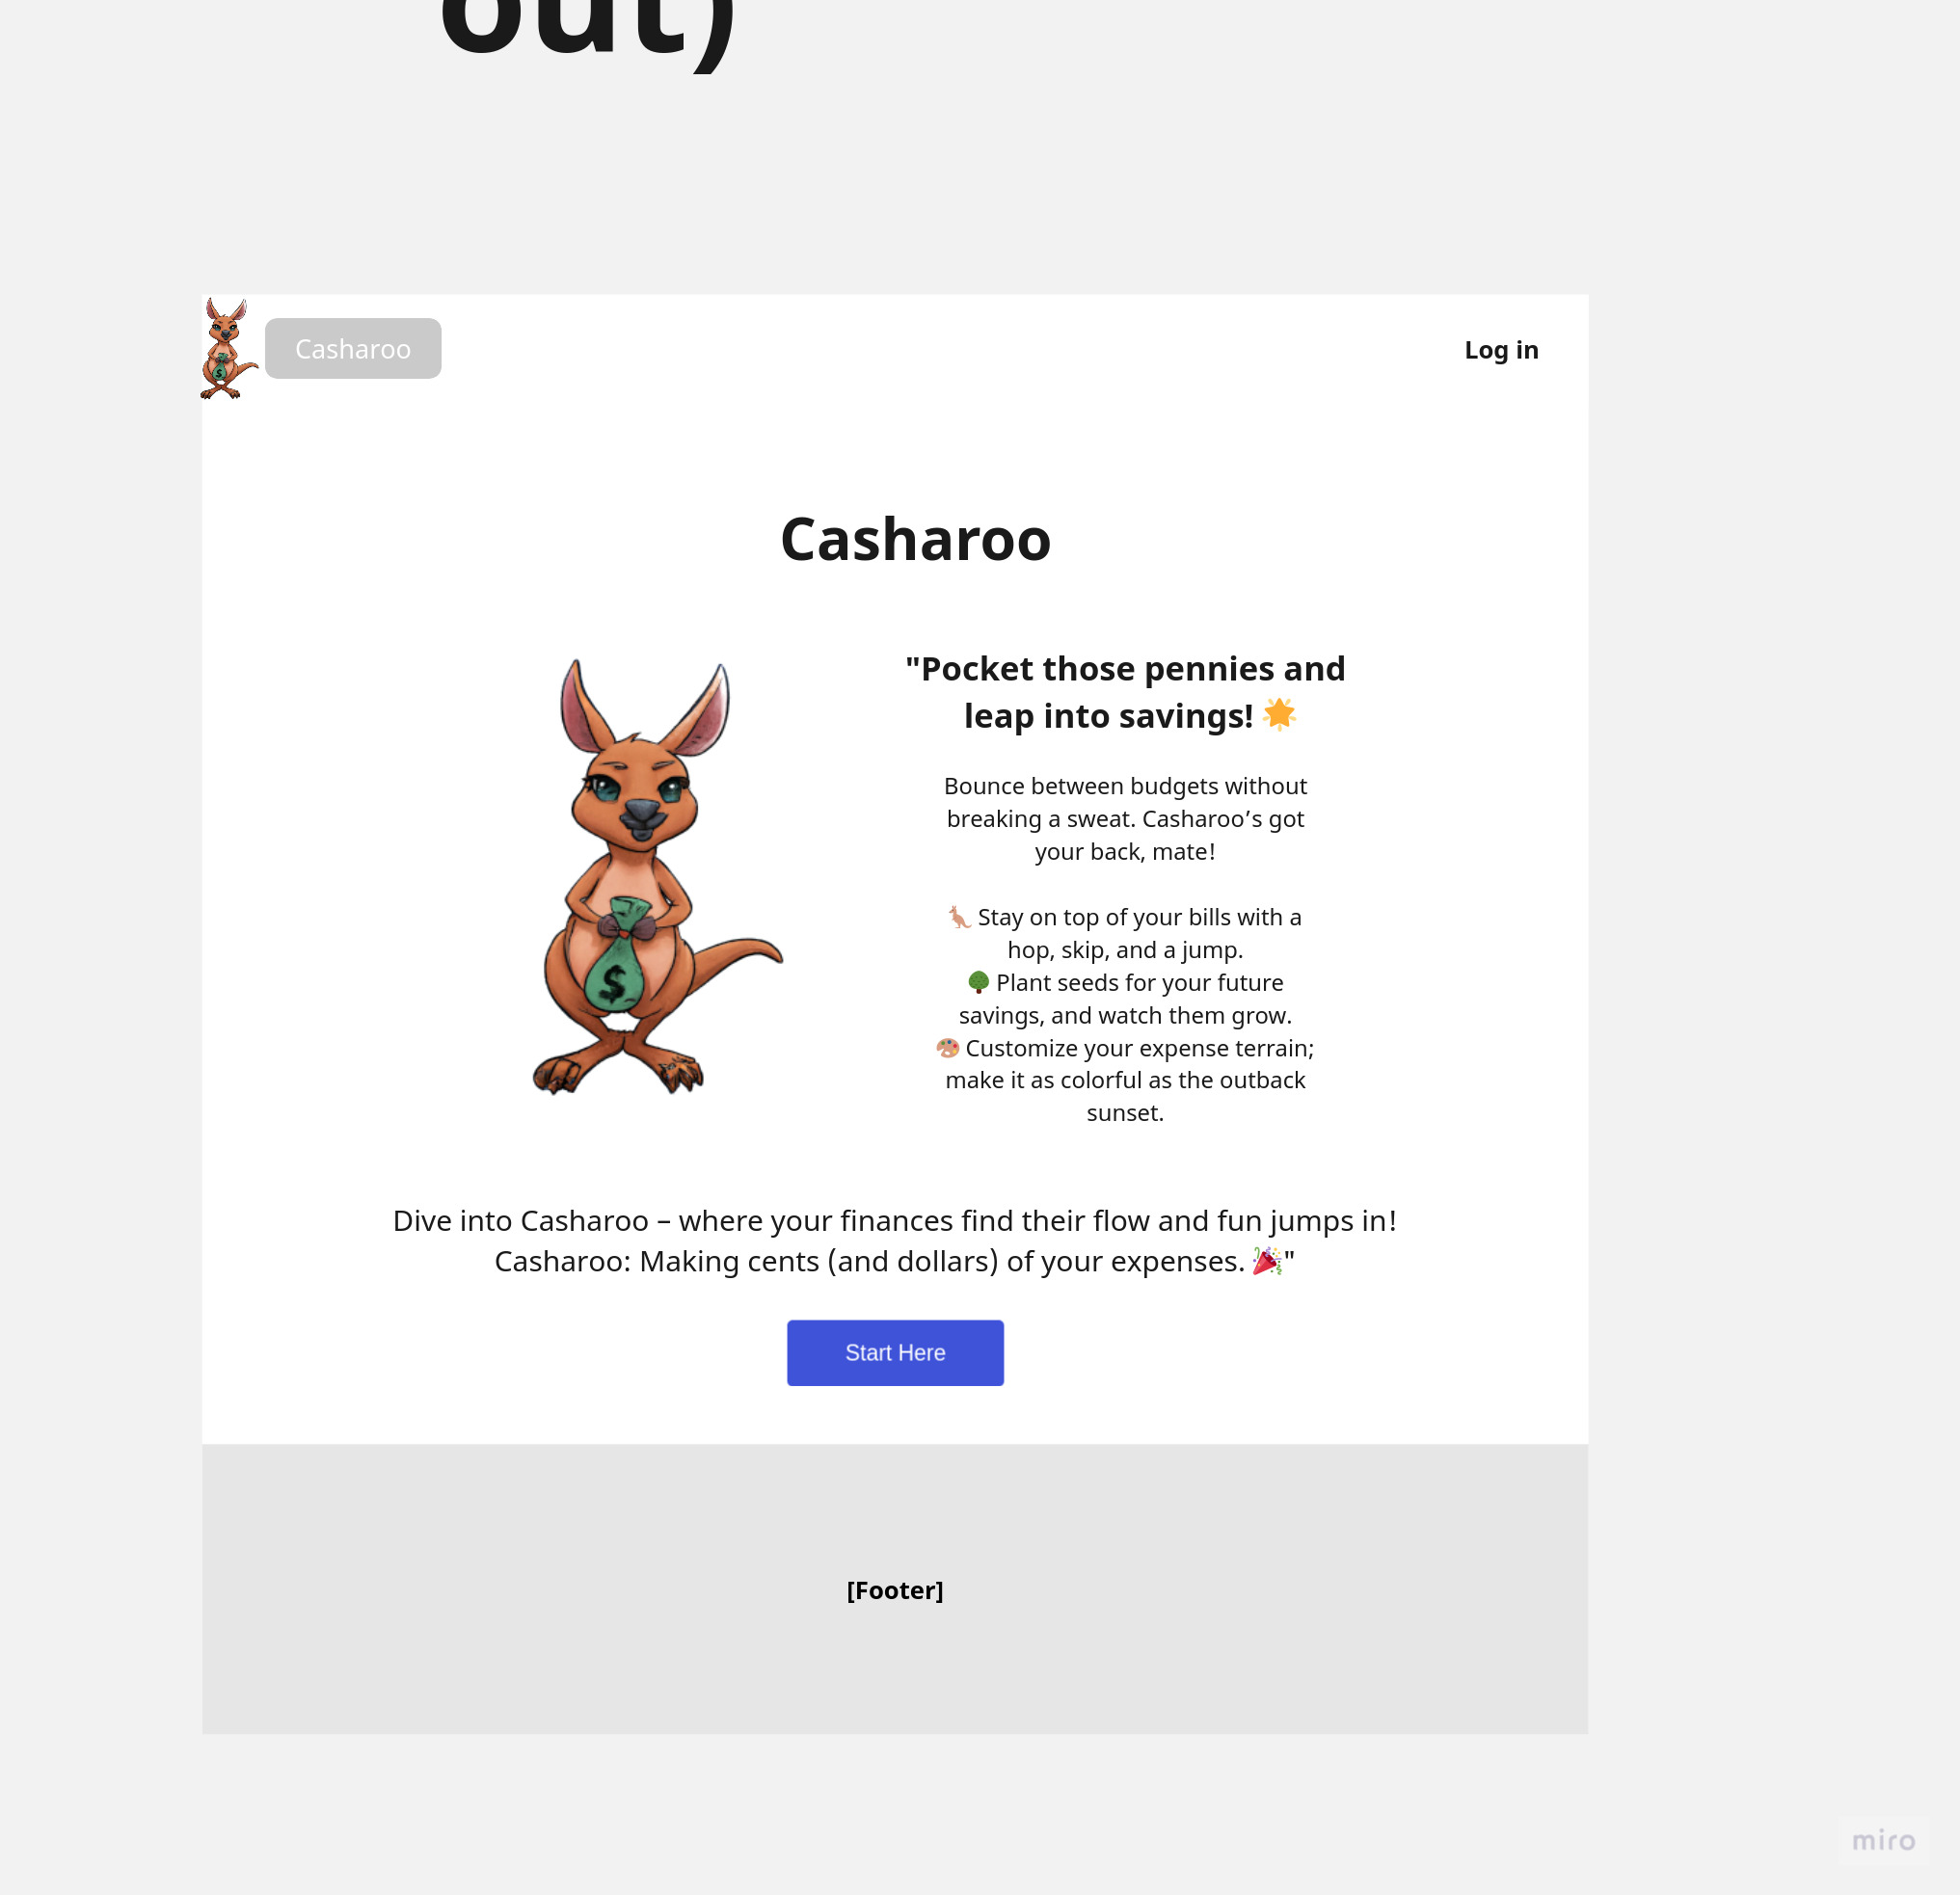 out)
Casharoo
Log in
Casharoo
"Pocket those pennies and
leap into savings! 🌟
Bounce between budgets without
breaking a sweat. Casharoo’s got
your back, mate!
🦘 Stay on top of your bills with a
hop, skip, and a jump.
🌳 Plant seeds for your future
savings, and watch them grow.
🎨 Customize your expense terrain;
make it as colorful as the outback
sunset.
Dive into Casharoo – where your finances find their flow and fun jumps in!
Casharoo: Making cents (and dollars) of your expenses. 🎉"
Start Here
[Footer]
miro